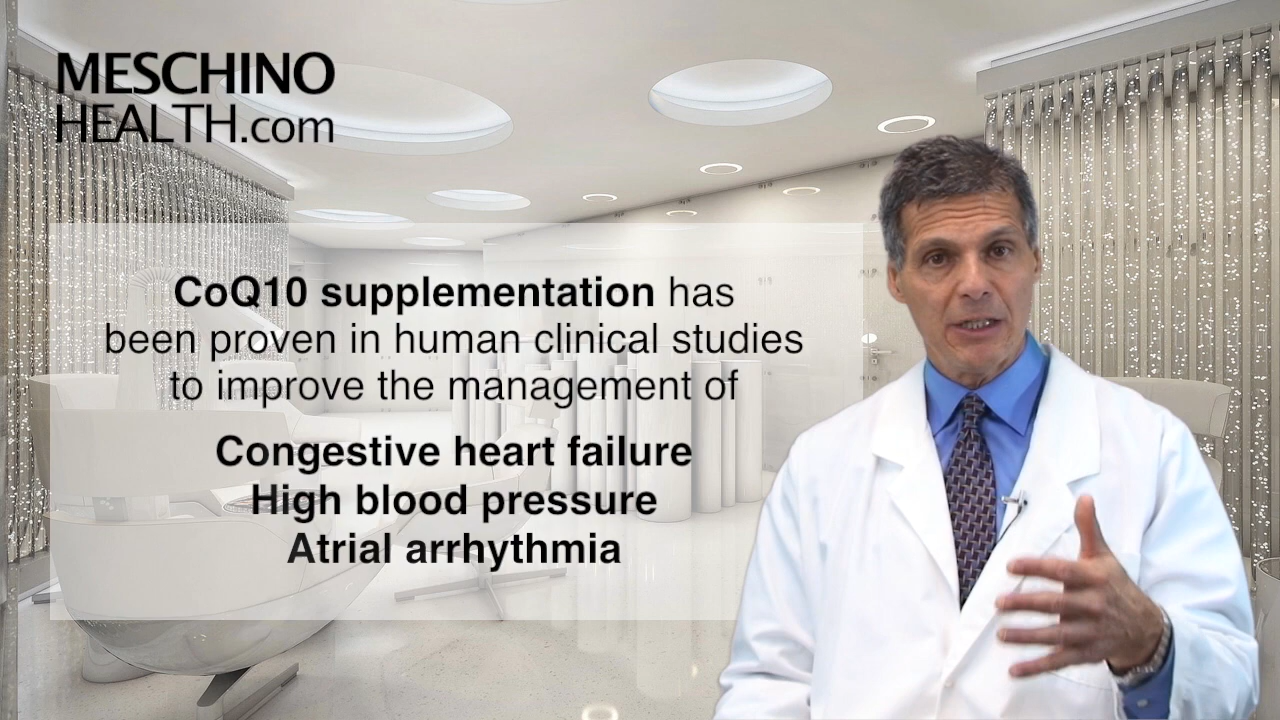 MESCHINO
HEALTH.com
CoQ10 supplementation has
been proven in human clinical studies
to improve the management of
Congestive heart failure
High blood pressure
Atrial arrhythmia